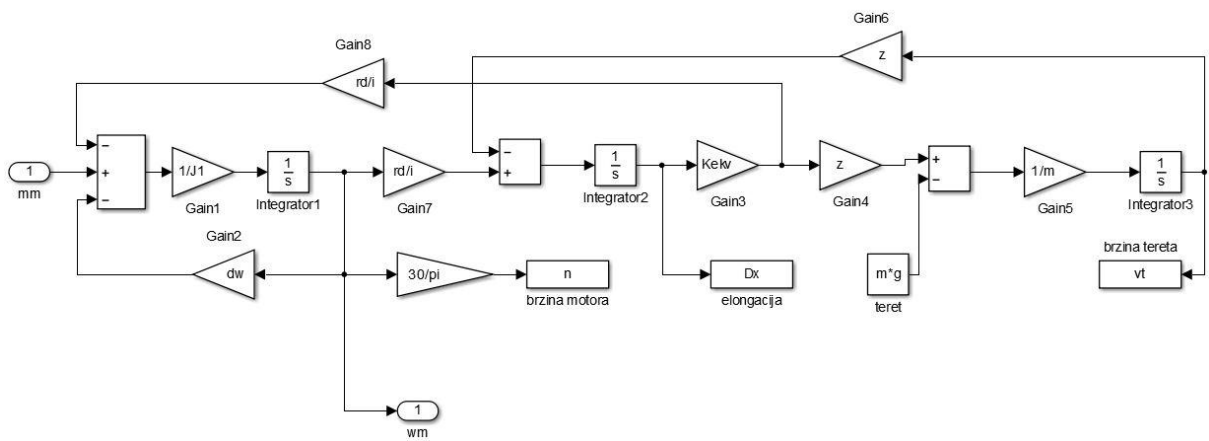 Gain6
z
Gain8
rd/i
1
mm
−
+
−
1/J1
Gain1
1
s
Integrator1
rd/i
Gain7
−
+
1
s
Integrator2
Kekv
Gain3
z
Gain4
+
−
1/m
Gain5
1
s
Integrator3
Gain2
dw
30/pi
n
brzina motora
Dx
elongacija
m*g
teret
brzina tereta
vt
1
wm